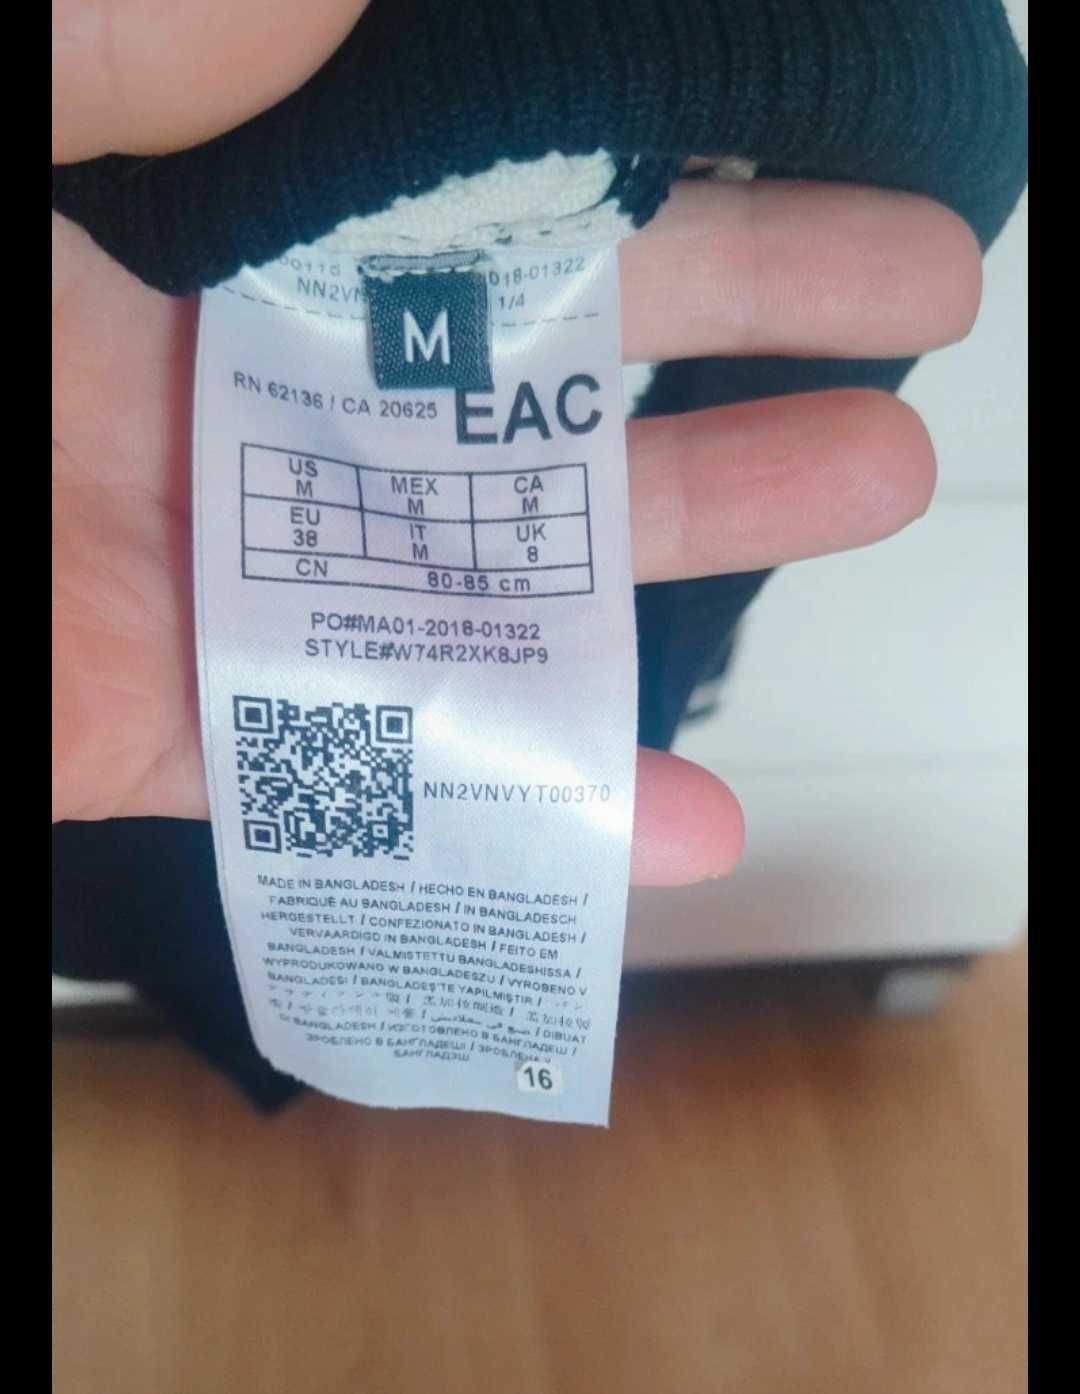 018-01322
NN2VN
1/4
M
RN 62136 / CA 20625
EAC
US M MEX M CA M
EU 38 IT M UK 8
CN 80-85 cm
PO#MA01-2018-01322
STYLE#W74R2XK8JP9
NN2VNVYT00370
MADE IN BANGLADESH / HECHO EN BANGLADESH /
FABRIQUÉ AU BANGLADESH / IN BANGLADESCH
HERGESTELLT / CONFEZIONATO IN BANGLADESH /
VERVAARDIGD IN BANGLADESH / FEITO EM
BANGLADESH / VALMISTETTU BANGLADESHISSA /
WYPRODUKOWANO W BANGLADESZU / VYROBENO V
BANGLADÉSI / BANGLADEŞ'TE YAPILMIŞTIR /
/ DIBUAT
DI BANGLADESH / ИЗГОТОВЛЕНО В БАНГЛАДЕШ /
ЗРОБЛЕНО В БАНГЛАДЕШІ / ЗРОБЛЕНА У
БАНГЛАДЭШ
16